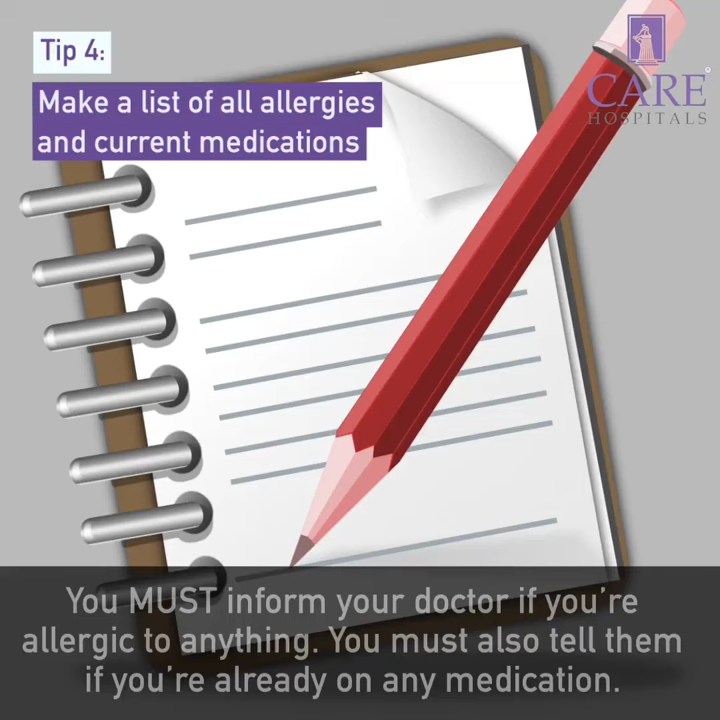 Tip 4:
Make a list of all allergies
and current medications
CARE
HOSPITALS
You MUST inform your doctor if you're
allergic to anything. You must also tell them
if you're already on any medication.